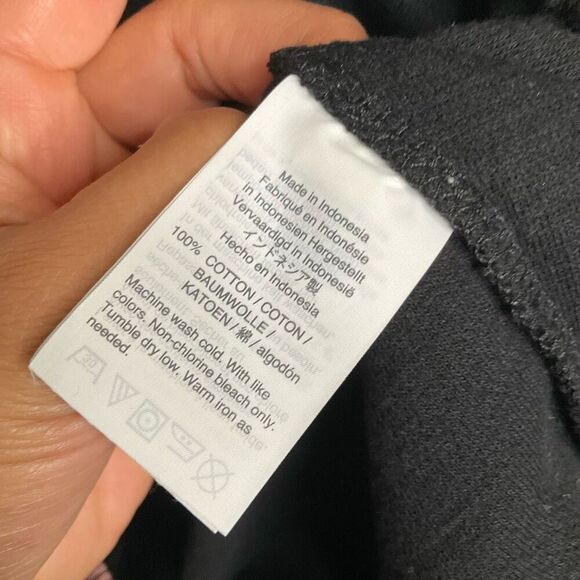 Made in Indonesia
Fabriqué en Indonésie
in Indonesien Hergestellt
Vervaardigd in Indonesië
インドネシア製
Hecho en Indonesia
100% COTTON / COTON /
BAUMWOLLE /
KATOEN / 綿 / algodón
Machine wash cold. With like
colors, Non-chlorine bleach only.
Tumble dry low. Warm iron as
needed.
30